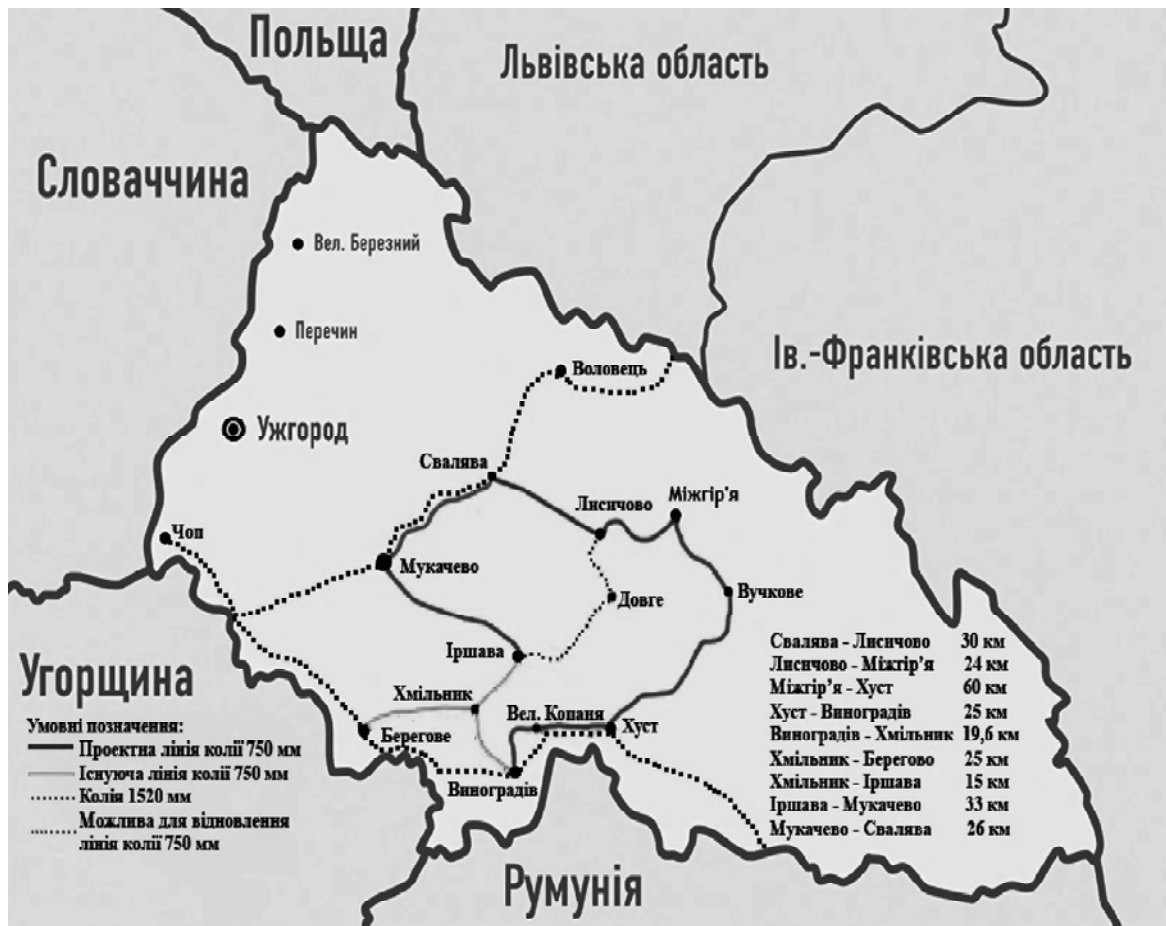 Польща
Львівська область
Словаччина
Вел. Березний
Перечин
Ів.-Франківська область
Воловець
Ужгород
Свалява
Лисичово
Міжгір'я
Чоп
Мукачево
Довге
Вучкове
Іршава
Угорщина
Хмільник
Вел. Копаня
Хуст
Берегове
Виноградів
Румунія
Умовні позначення:
Проектна лінія колії 750 мм
Існуюча лінія колії 750 мм
Колія 1520 мм
Можлива для відновлення
лінія колії 750 мм
Свалява - Лисичово 30 км
Лисичово - Міжгір’я 24 км
Міжгір’я - Хуст 60 км
Хуст - Виноградів 25 км
Виноградів - Хмільник 19,6 км
Хмільник - Берегово 25 км
Хмільник - Іршава 15 км
Іршава - Мукачево 33 км
Мукачево - Свалява 26 км